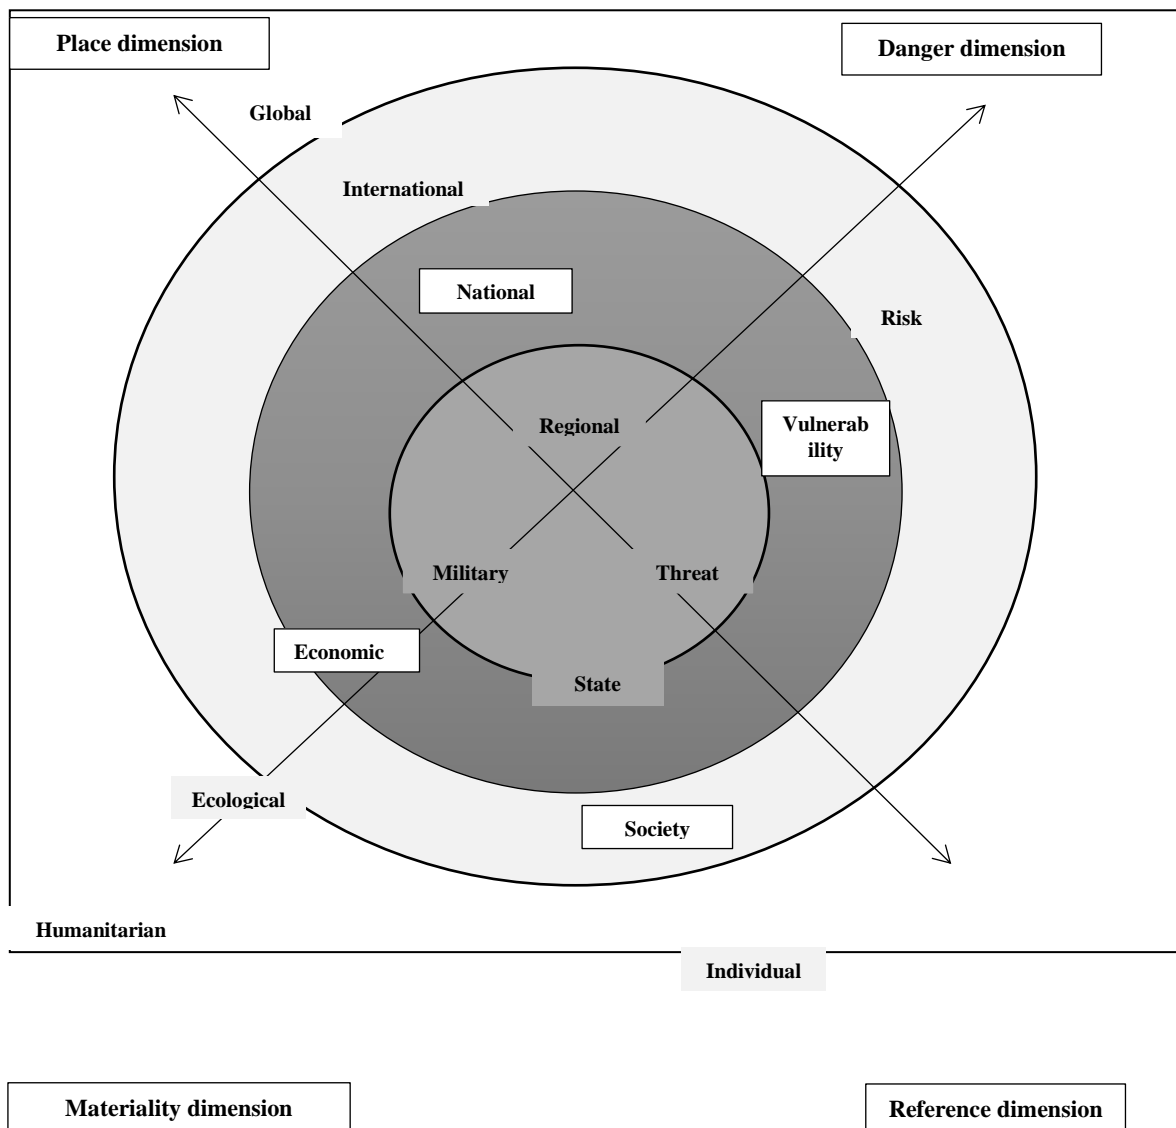 Place dimension
Danger dimension
Global
International
National
Risk
Vulnerab
ility
Regional
Military
Threat
Economic
State
Ecological
Society
Humanitarian
Individual
Materiality dimension
Reference dimension